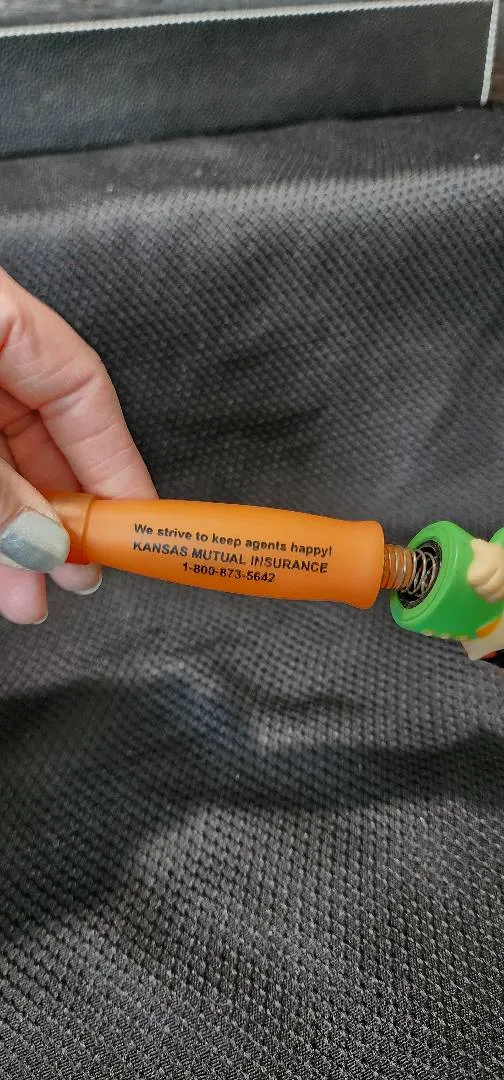 We strive to keep agents happy!
KANSAS MUTUAL INSURANCE
1-800-873-5642